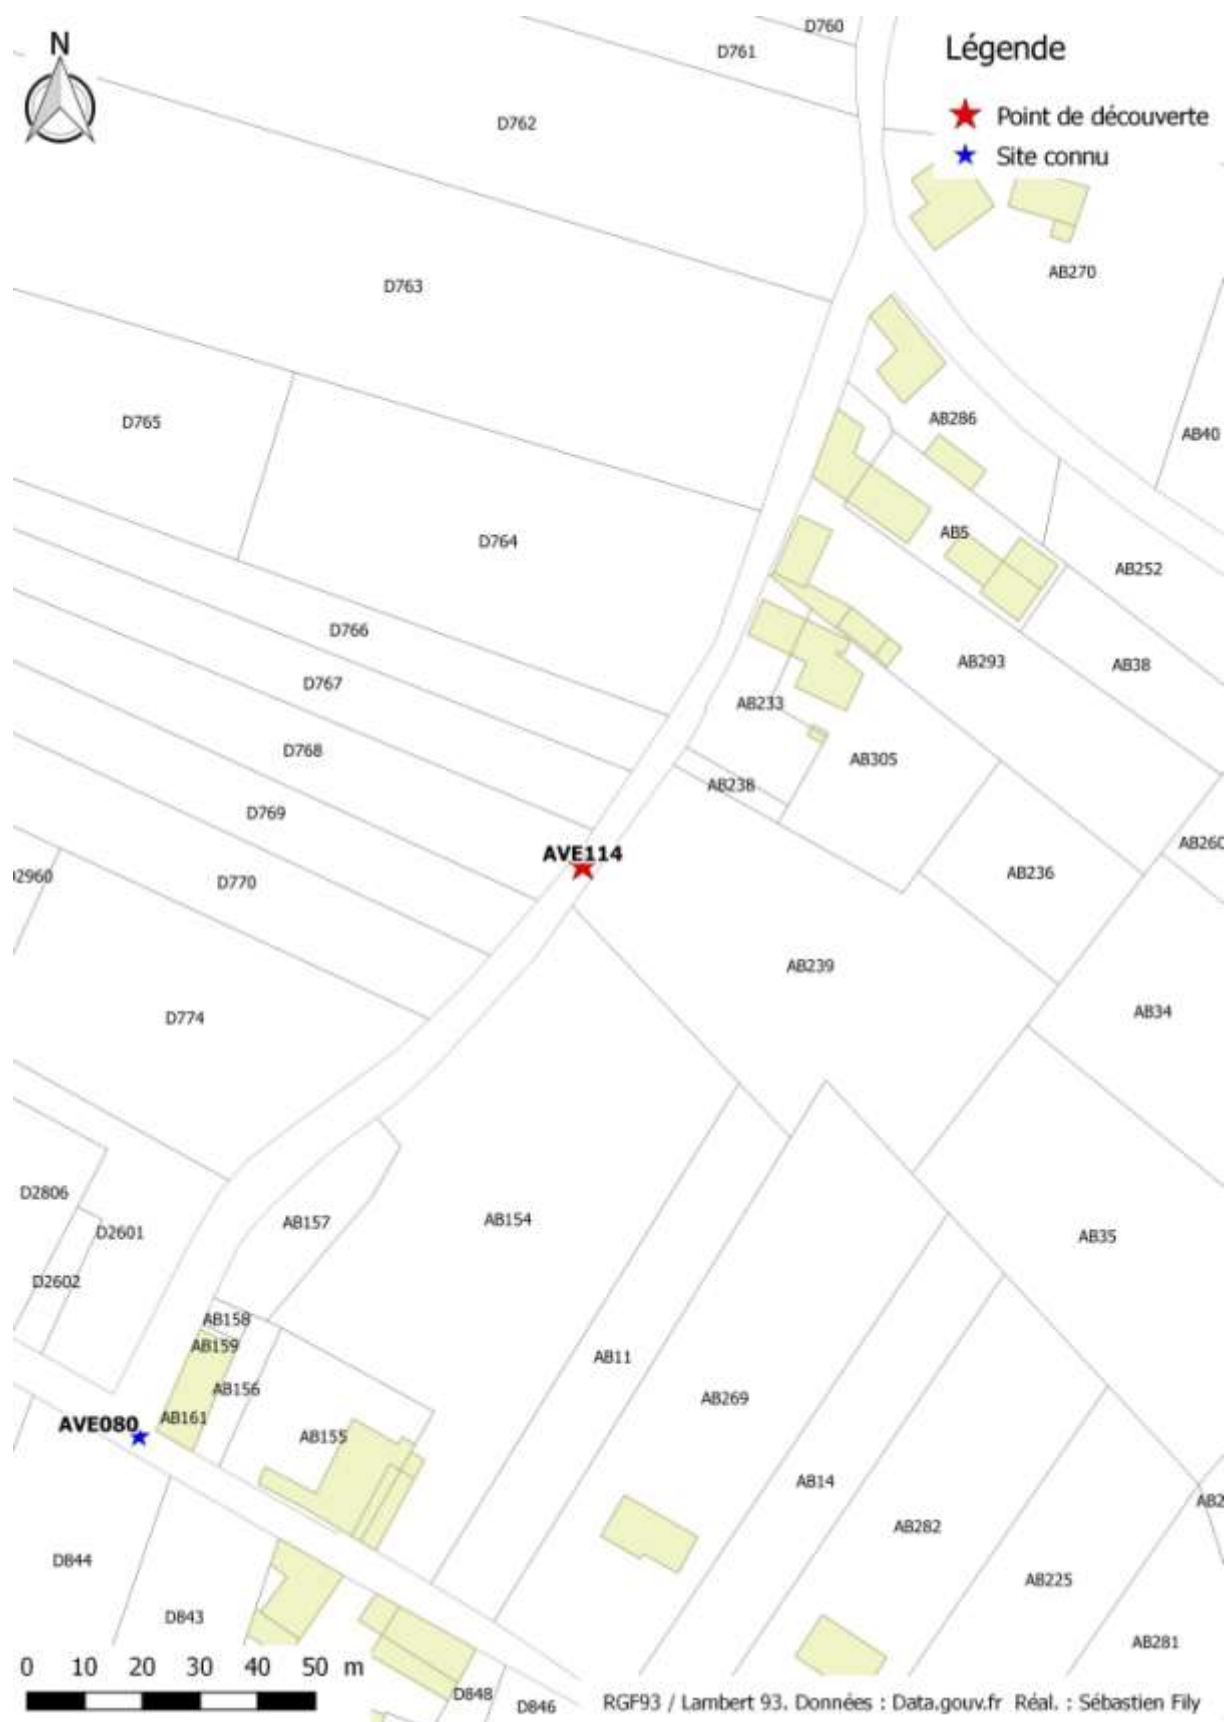 N
Légende
Point de découverte
Site connu
D760
D761
D762
AB270
D763
D765
AB286
AB40
D764
AB5
AB252
D766
AB293
AB38
D767
AB233
D768
AB305
AB238
D769
AVE114
AB260
D770
AB236
AB239
D774
AB34
D2806
AB157
AB154
D2601
AB35
D2602
AB158
AB159
AB11
AB156
AB269
AB161
AVE080
AB155
AB14
AB282
D844
AB225
D843
AB281
0 10 20 30 40 50 m
D848
D846
RGF93 / Lambert 93. Données : Data.gouv.fr Réal. : Sébastien Fily